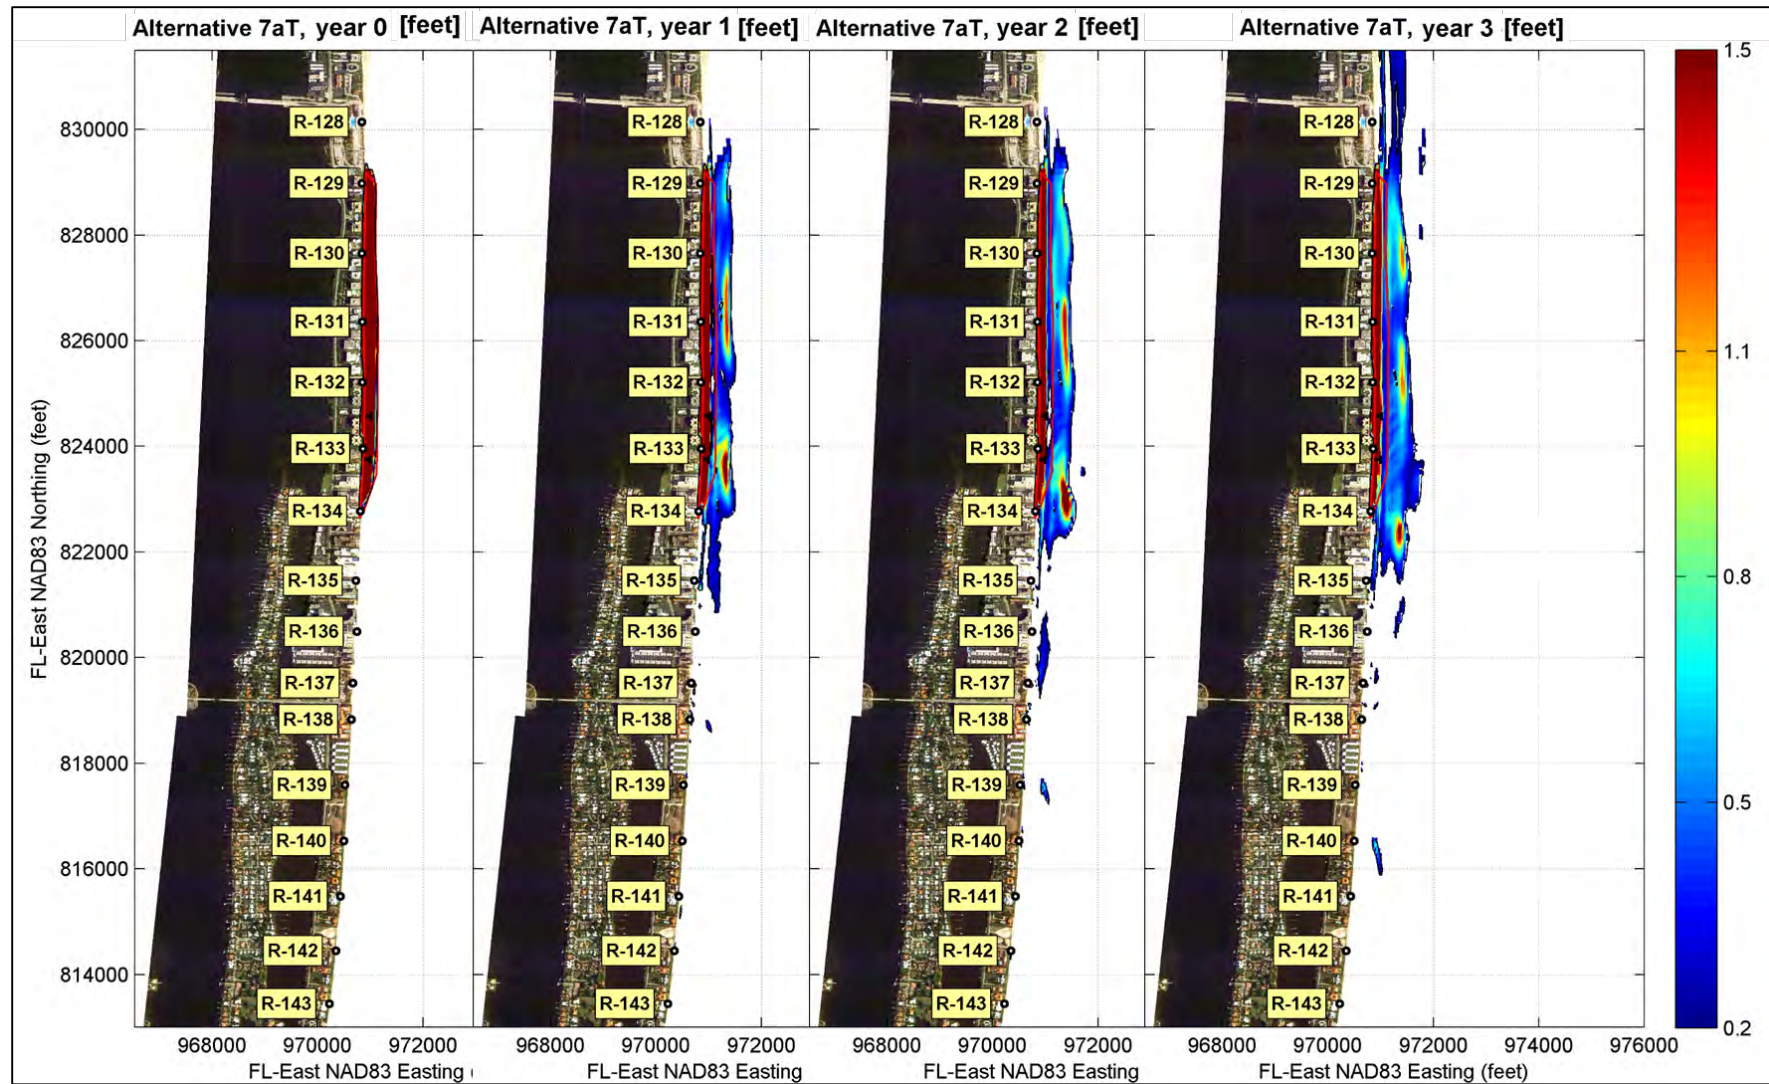 Alternative 7aT, year 0 [feet]
Alternative 7aT, year 1 [feet]
Alternative 7aT, year 2 [feet]
Alternative 7aT, year 3 [feet]
FL-East NAD83 Northing (feet)
830000
828000
826000
824000
822000
820000
818000
816000
814000
R-128
R-129
R-130
R-131
R-132
R-133
R-134
R-135
R-136
R-137
R-138
R-139
R-140
R-141
R-142
R-143
968000 970000 972000
FL-East NAD83 Easting (
R-128
R-129
R-130
R-131
R-132
R-133
R-134
R-135
R-136
R-137
R-138
R-139
R-140
R-141
R-142
R-143
968000 970000 972000
FL-East NAD83 Easting
R-128
R-129
R-130
R-131
R-132
R-133
R-134
R-135
R-136
R-137
R-138
R-139
R-140
R-141
R-142
R-143
968000 970000 972000
FL-East NAD83 Easting
R-128
R-129
R-130
R-131
R-132
R-133
R-134
R-135
R-136
R-137
R-138
R-139
R-140
R-141
R-142
R-143
968000 970000 972000 974000 976000
FL-East NAD83 Easting (feet)
1.5
1.1
0.8
0.5
0.2